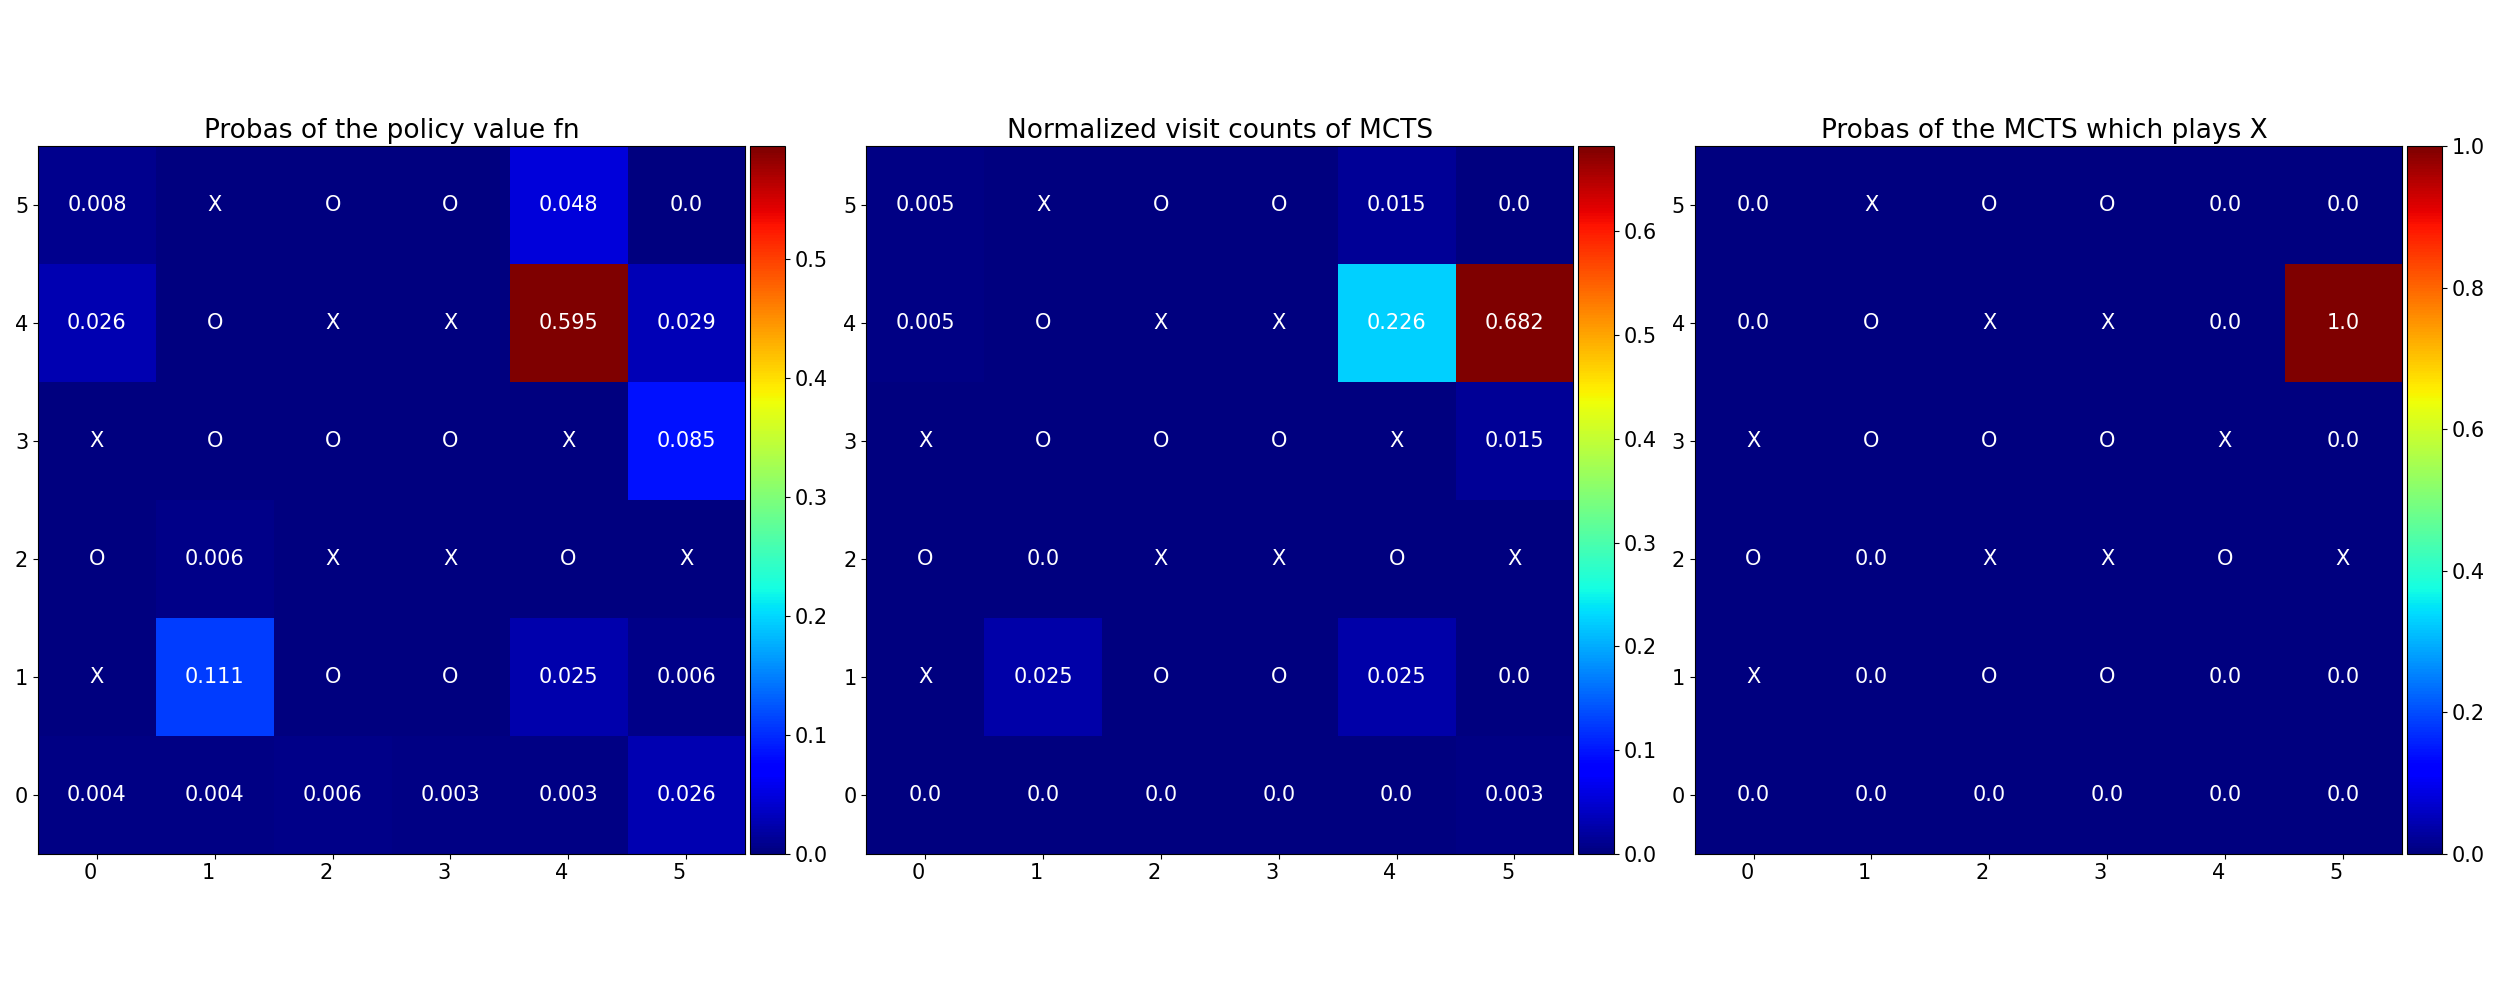 Probas of the policy value fn
5 0.008 X O O 0.048 0.0
4 0.026 O X X 0.595 0.029
3 X O O O X 0.085
2 O 0.006 X X O X
1 X 0.111 O O 0.025 0.006
0 0.004 0.004 0.006 0.003 0.003 0.026
0 1 2 3 4 5
0.5
0.4
0.3
0.2
0.1
0.0
Normalized visit counts of MCTS
5 0.005 X O O 0.015 0.0
4 0.005 O X X 0.226 0.682
3 X O O O X 0.015
2 O 0.0 X X O X
1 X 0.025 O O 0.025 0.0
0 0.0 0.0 0.0 0.0 0.0 0.003
0 1 2 3 4 5
0.6
0.5
0.4
0.3
0.2
0.1
0.0
Probas of the MCTS which plays X
5 0.0 X O O 0.0 0.0
4 0.0 O X X 0.0 1.0
3 X O O O X 0.0
2 O 0.0 X X O X
1 X 0.0 O O 0.0 0.0
0 0.0 0.0 0.0 0.0 0.0 0.0
0 1 2 3 4 5
1.0
0.8
0.6
0.4
0.2
0.0